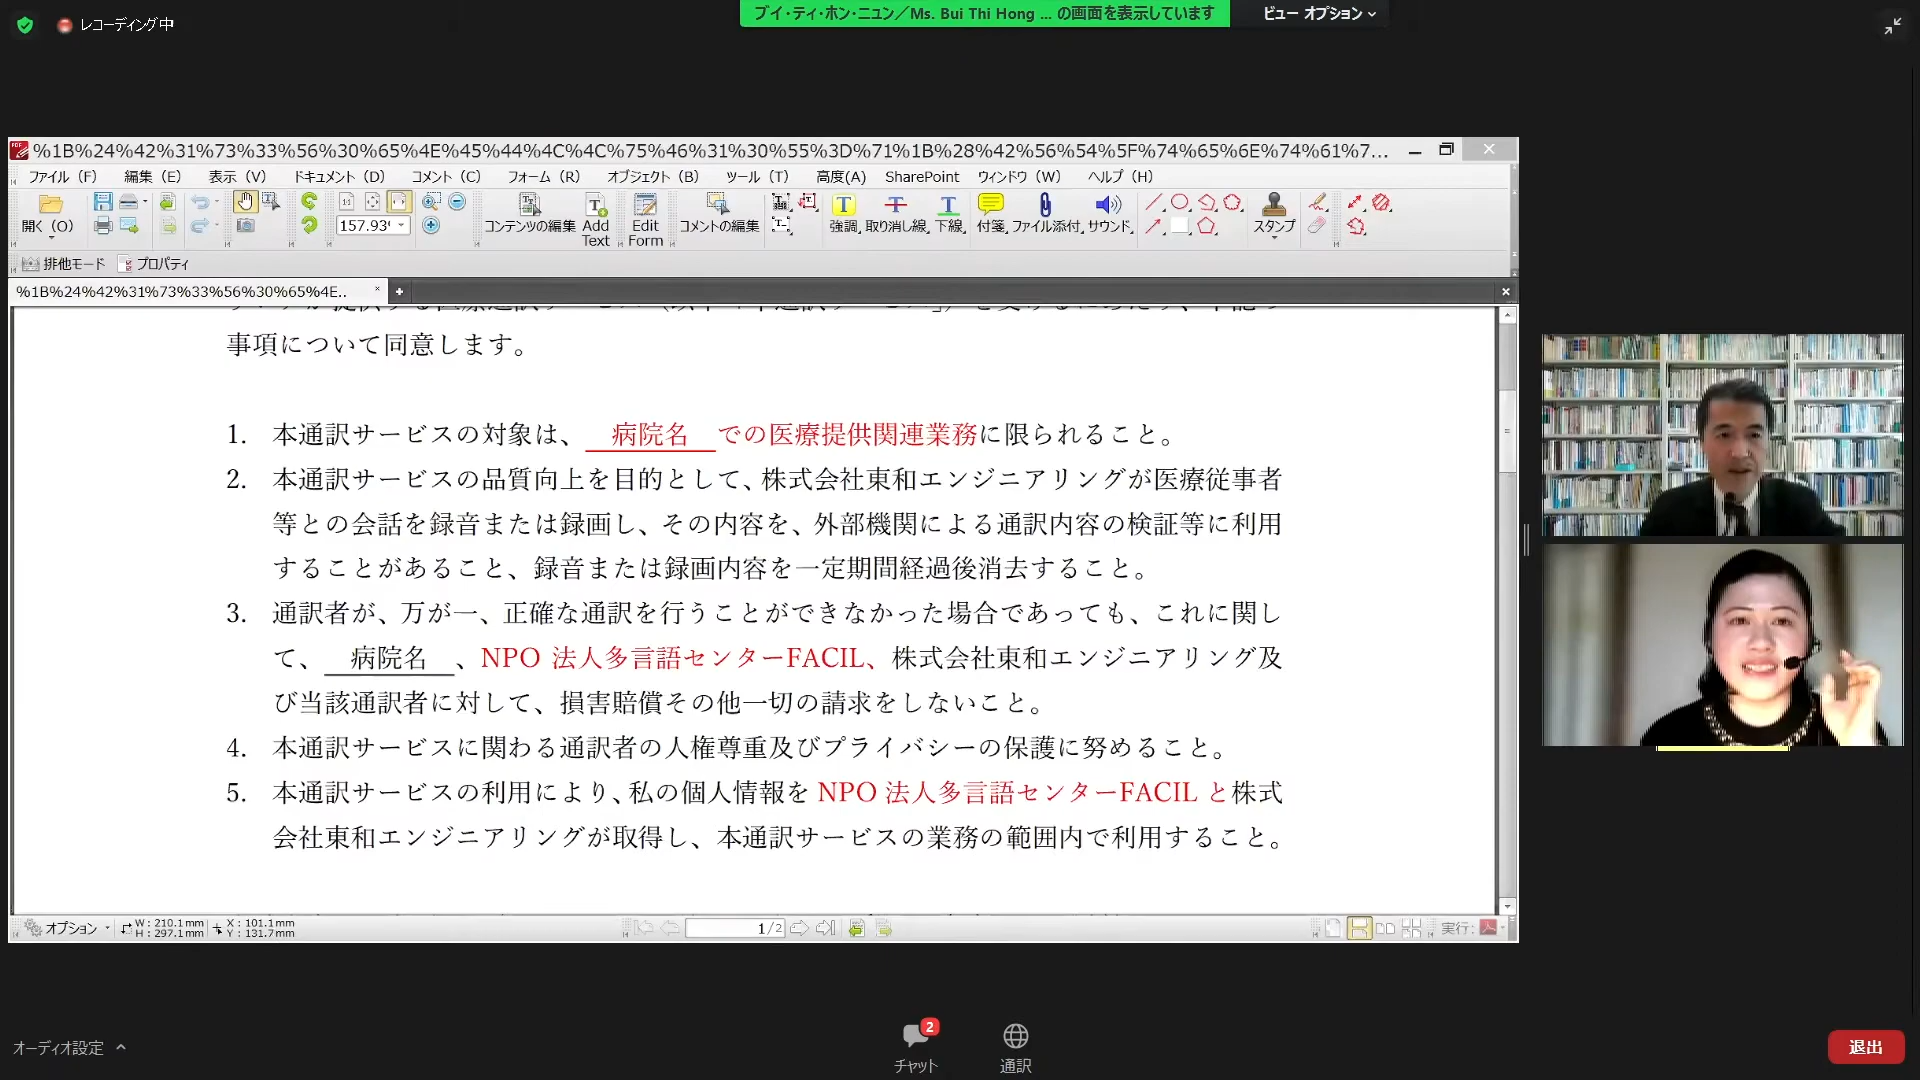 レコーディング中
ブイ・ティ・ホン・ニュン／Ms. Bui Thi Hong ... の画面を表示しています
ビュー オプション
%1B%24%42%31%73%33%56%30%65%4E%45%44%4C%4C%75%46%31%30%55%3D%71%1B%28%42%56%54%5F%74%65%6E%74%61%7...
ファイル (F) 編集 (E) 表示 (V) ドキュメント (D) コメント (C) フォーム (R) オブジェクト (B) ツール (T) 高度(A) SharePoint ウィンドウ (W) ヘルプ (H)
開く (O) 157.93% コンテンツの編集 Add Text Edit Form コメントの編集 強調 取り消し線 下線 付箋 ファイル添付 サウンド スタンプ
排他モード プロパティ
%1B%24%42%31%73%33%56%30%65%4E..
事項について同意します。
1. 本通訳サービスの対象は、 病院名 での医療提供関連業務に限られること。
2. 本通訳サービスの品質向上を目的として、株式会社東和エンジニアリングが医療従事者
等との会話を録音または録画し、その内容を、外部機関による通訳内容の検証等に利用
することがあること、録音または録画内容を一定期間経過後消去すること。
3. 通訳者が、万が一、正確な通訳を行うことができなかった場合であっても、これに関し
て、 病院名 、NPO 法人多言語センターFACIL、株式会社東和エンジニアリング及
び当該通訳者に対して、損害賠償その他一切の請求をしないこと。
4. 本通訳サービスに関わる通訳者の人権尊重及びプライバシーの保護に努めること。
5. 本通訳サービスの利用により、私の個人情報を NPO 法人多言語センターFACIL と株式
会社東和エンジニアリングが取得し、本通訳サービスの業務の範囲内で利用すること。
オプション W : 210.1 mm X : 101.1 mm 1/2 実行:
H : 297.1 mm Y : 131.7 mm
2
オーディオ設定 チャット 通訳 退出